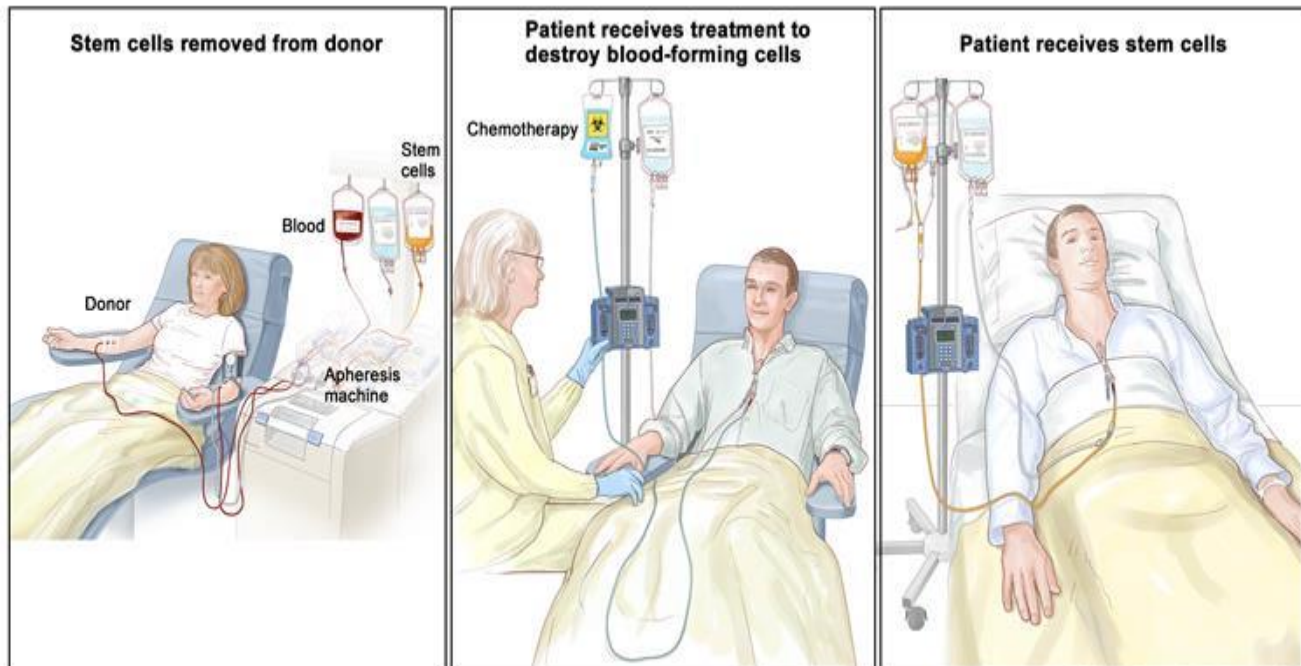 Stem cells removed from donor
Stem
cells
Blood
Donor
Apheresis
machine
Patient receives treatment to
destroy blood-forming cells
Chemotherapy
Patient receives stem cells